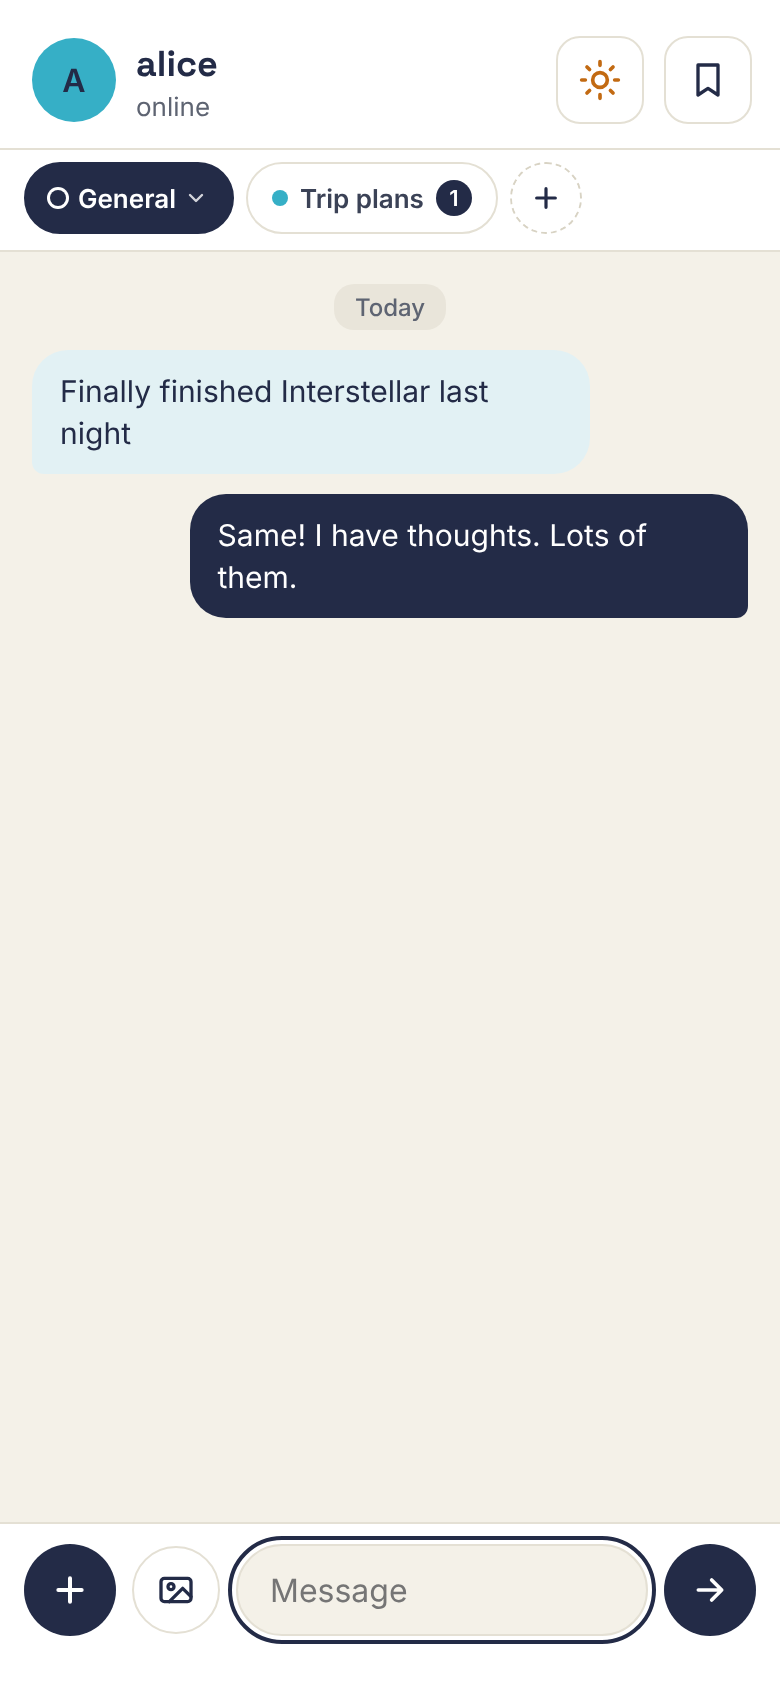 A
alice
online
General
Trip plans 1
Today
Finally finished Interstellar last
night
Same! I have thoughts. Lots of
them.
Message